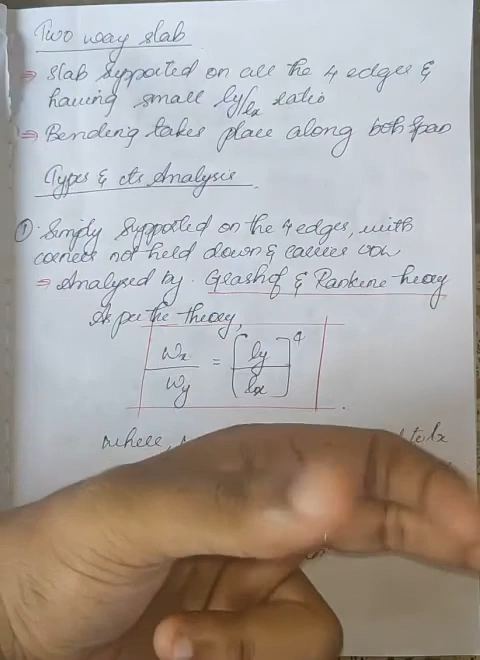 Two way slab
⇒ Slab supported on all the 4 edges &
having small ly/lx ratio
⇒ Bending takes place along both span
Types & its Analysis
① Simply supported on the 4 edges, with
corners not held down & carries UDL
⇒ Analysed by Grashof & Rankine theory
As per the theory,
Wx/Wy = [ly/lx]^4
where,
lx